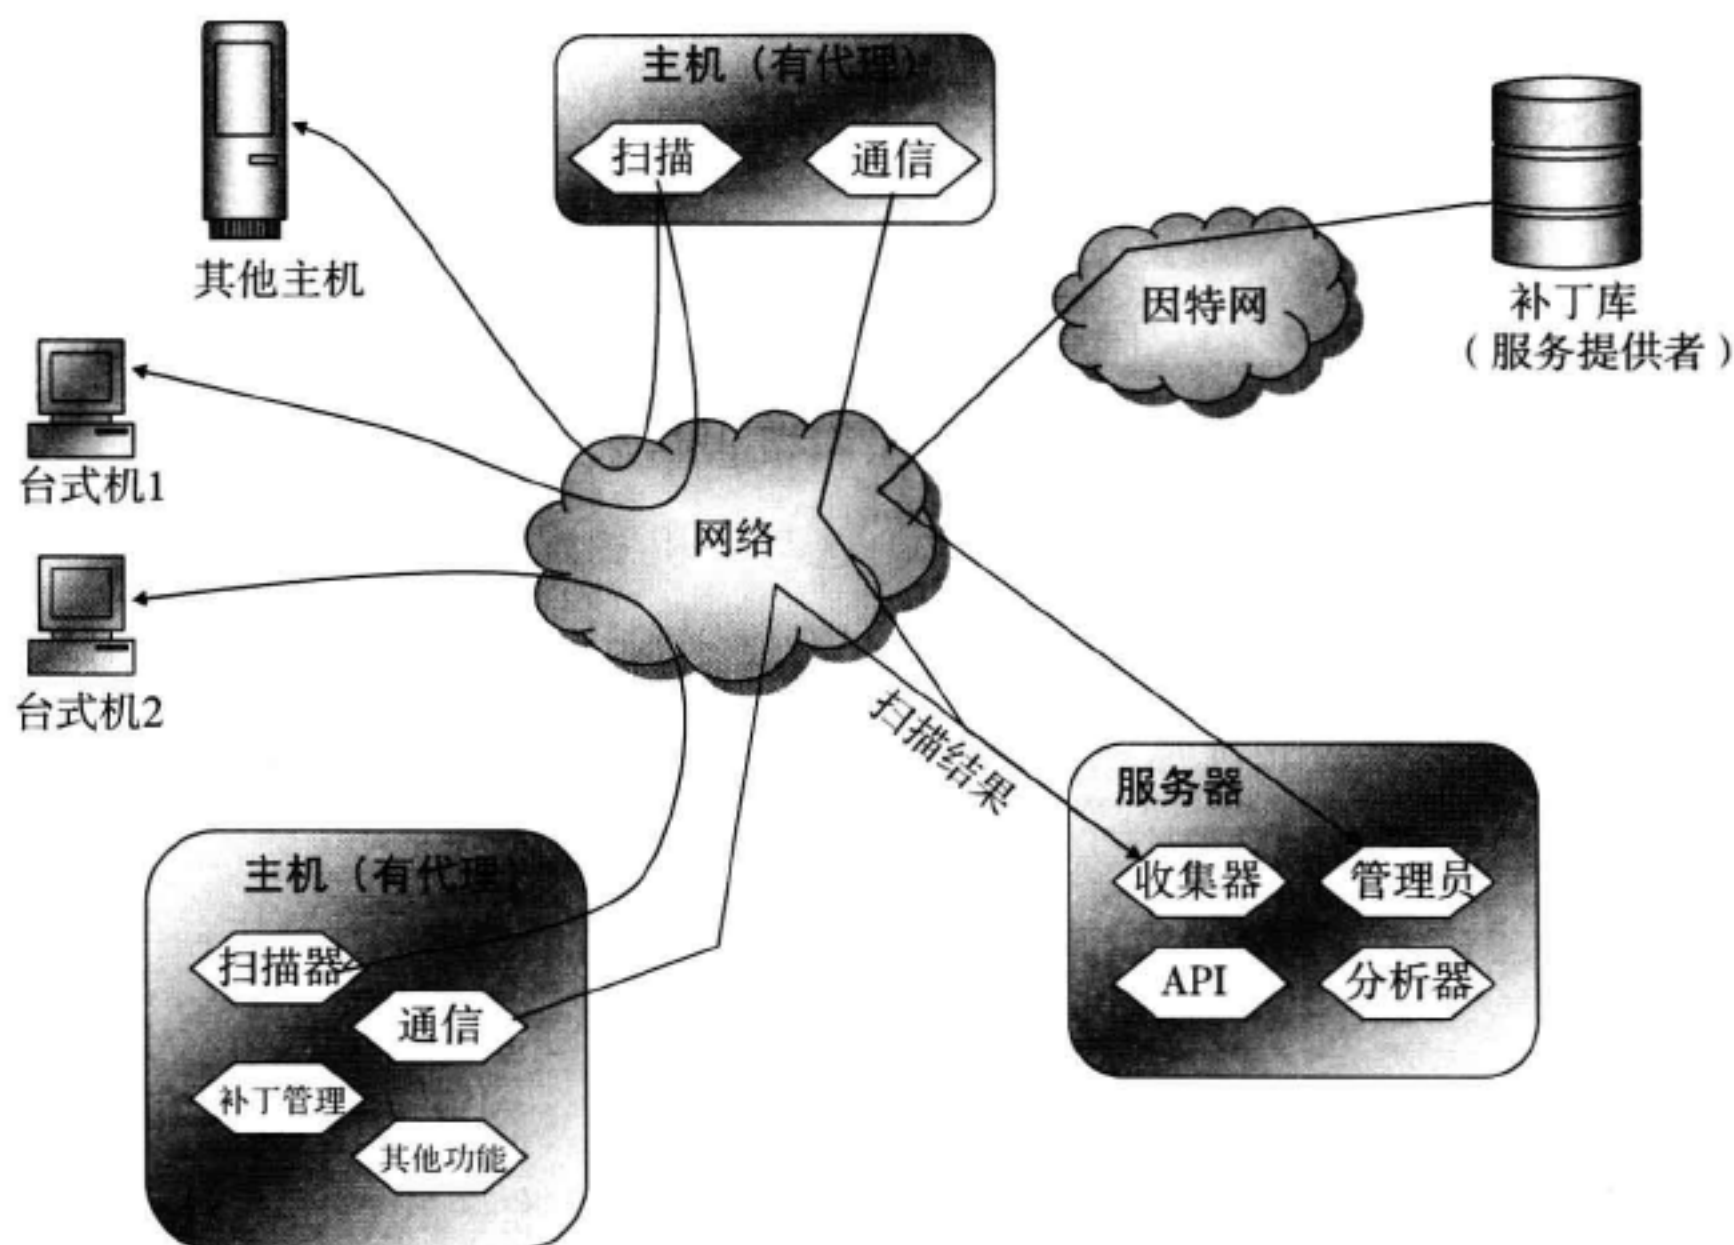 主机（有代理）
扫描
通信
其他主机
因特网
补丁库
（服务提供者）
台式机1
网络
台式机2
扫描结果
服务器
收集器
管理员
API
分析器
主机（有代理）
扫描器
通信
补丁管理
其他功能